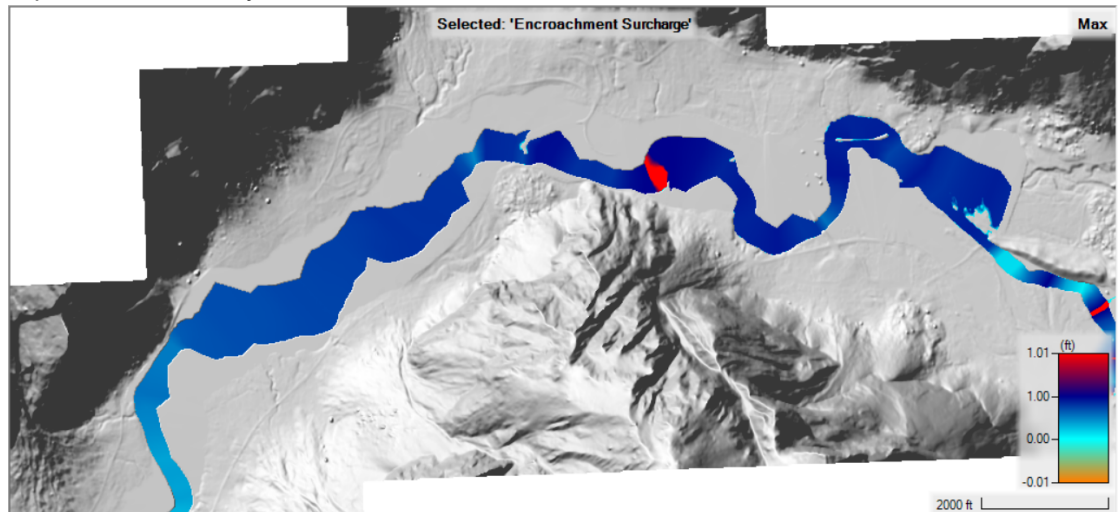 Selected: 'Encroachment Surcharge'
Max
(ft)
1.01
1.00
0.00
-0.01
2000 ft